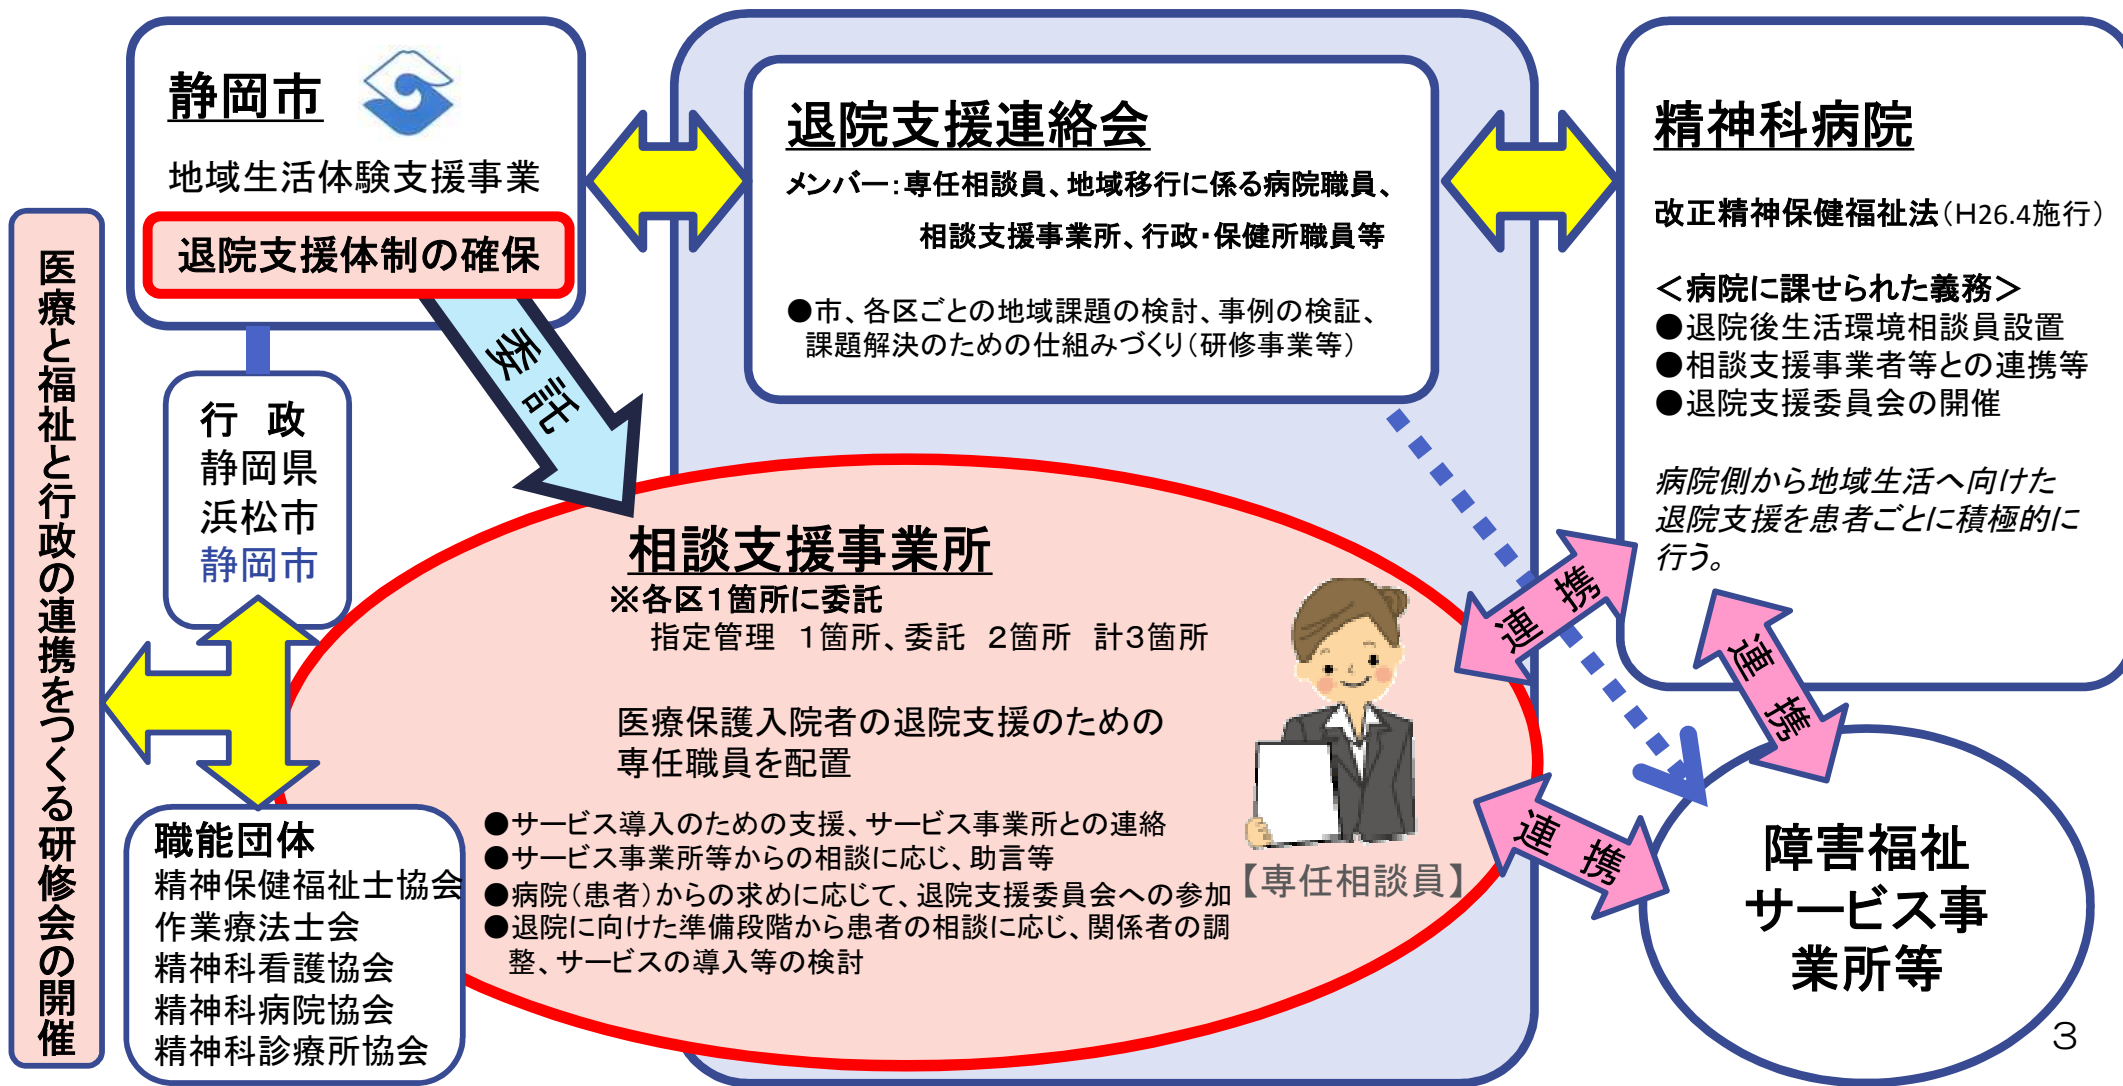 静岡市
地域生活体験支援事業
退院支援体制の確保
委託
行　政
静岡県
浜松市
静岡市
医療と福祉と行政の連携をつくる研修会の開催
職能団体
精神保健福祉士協会
作業療法士会
精神科看護協会
精神科病院協会
精神科診療所協会
退院支援連絡会
メンバー：専任相談員、地域移行に係る病院職員、
相談支援事業所、行政・保健所職員等
●市、各区ごとの地域課題の検討、事例の検証、
課題解決のための仕組みづくり（研修事業等）
相談支援事業所
※各区１箇所に委託
指定管理　１箇所、委託　２箇所　計３箇所
医療保護入院者の退院支援のための
専任職員を配置
●サービス導入のための支援、サービス事業所との連絡
●サービス事業所等からの相談に応じ、助言等
●病院（患者）からの求めに応じて、退院支援委員会への参加
●退院に向けた準備段階から患者の相談に応じ、関係者の調
整、サービスの導入等の検討
【専任相談員】
精神科病院
改正精神保健福祉法（H26.4施行）
＜病院に課せられた義務＞
●退院後生活環境相談員設置
●相談支援事業者等との連携等
●退院支援委員会の開催
病院側から地域生活へ向けた
退院支援を患者ごとに積極的に
行う。
連携
連携
連携
障害福祉
サービス事
業所等
３